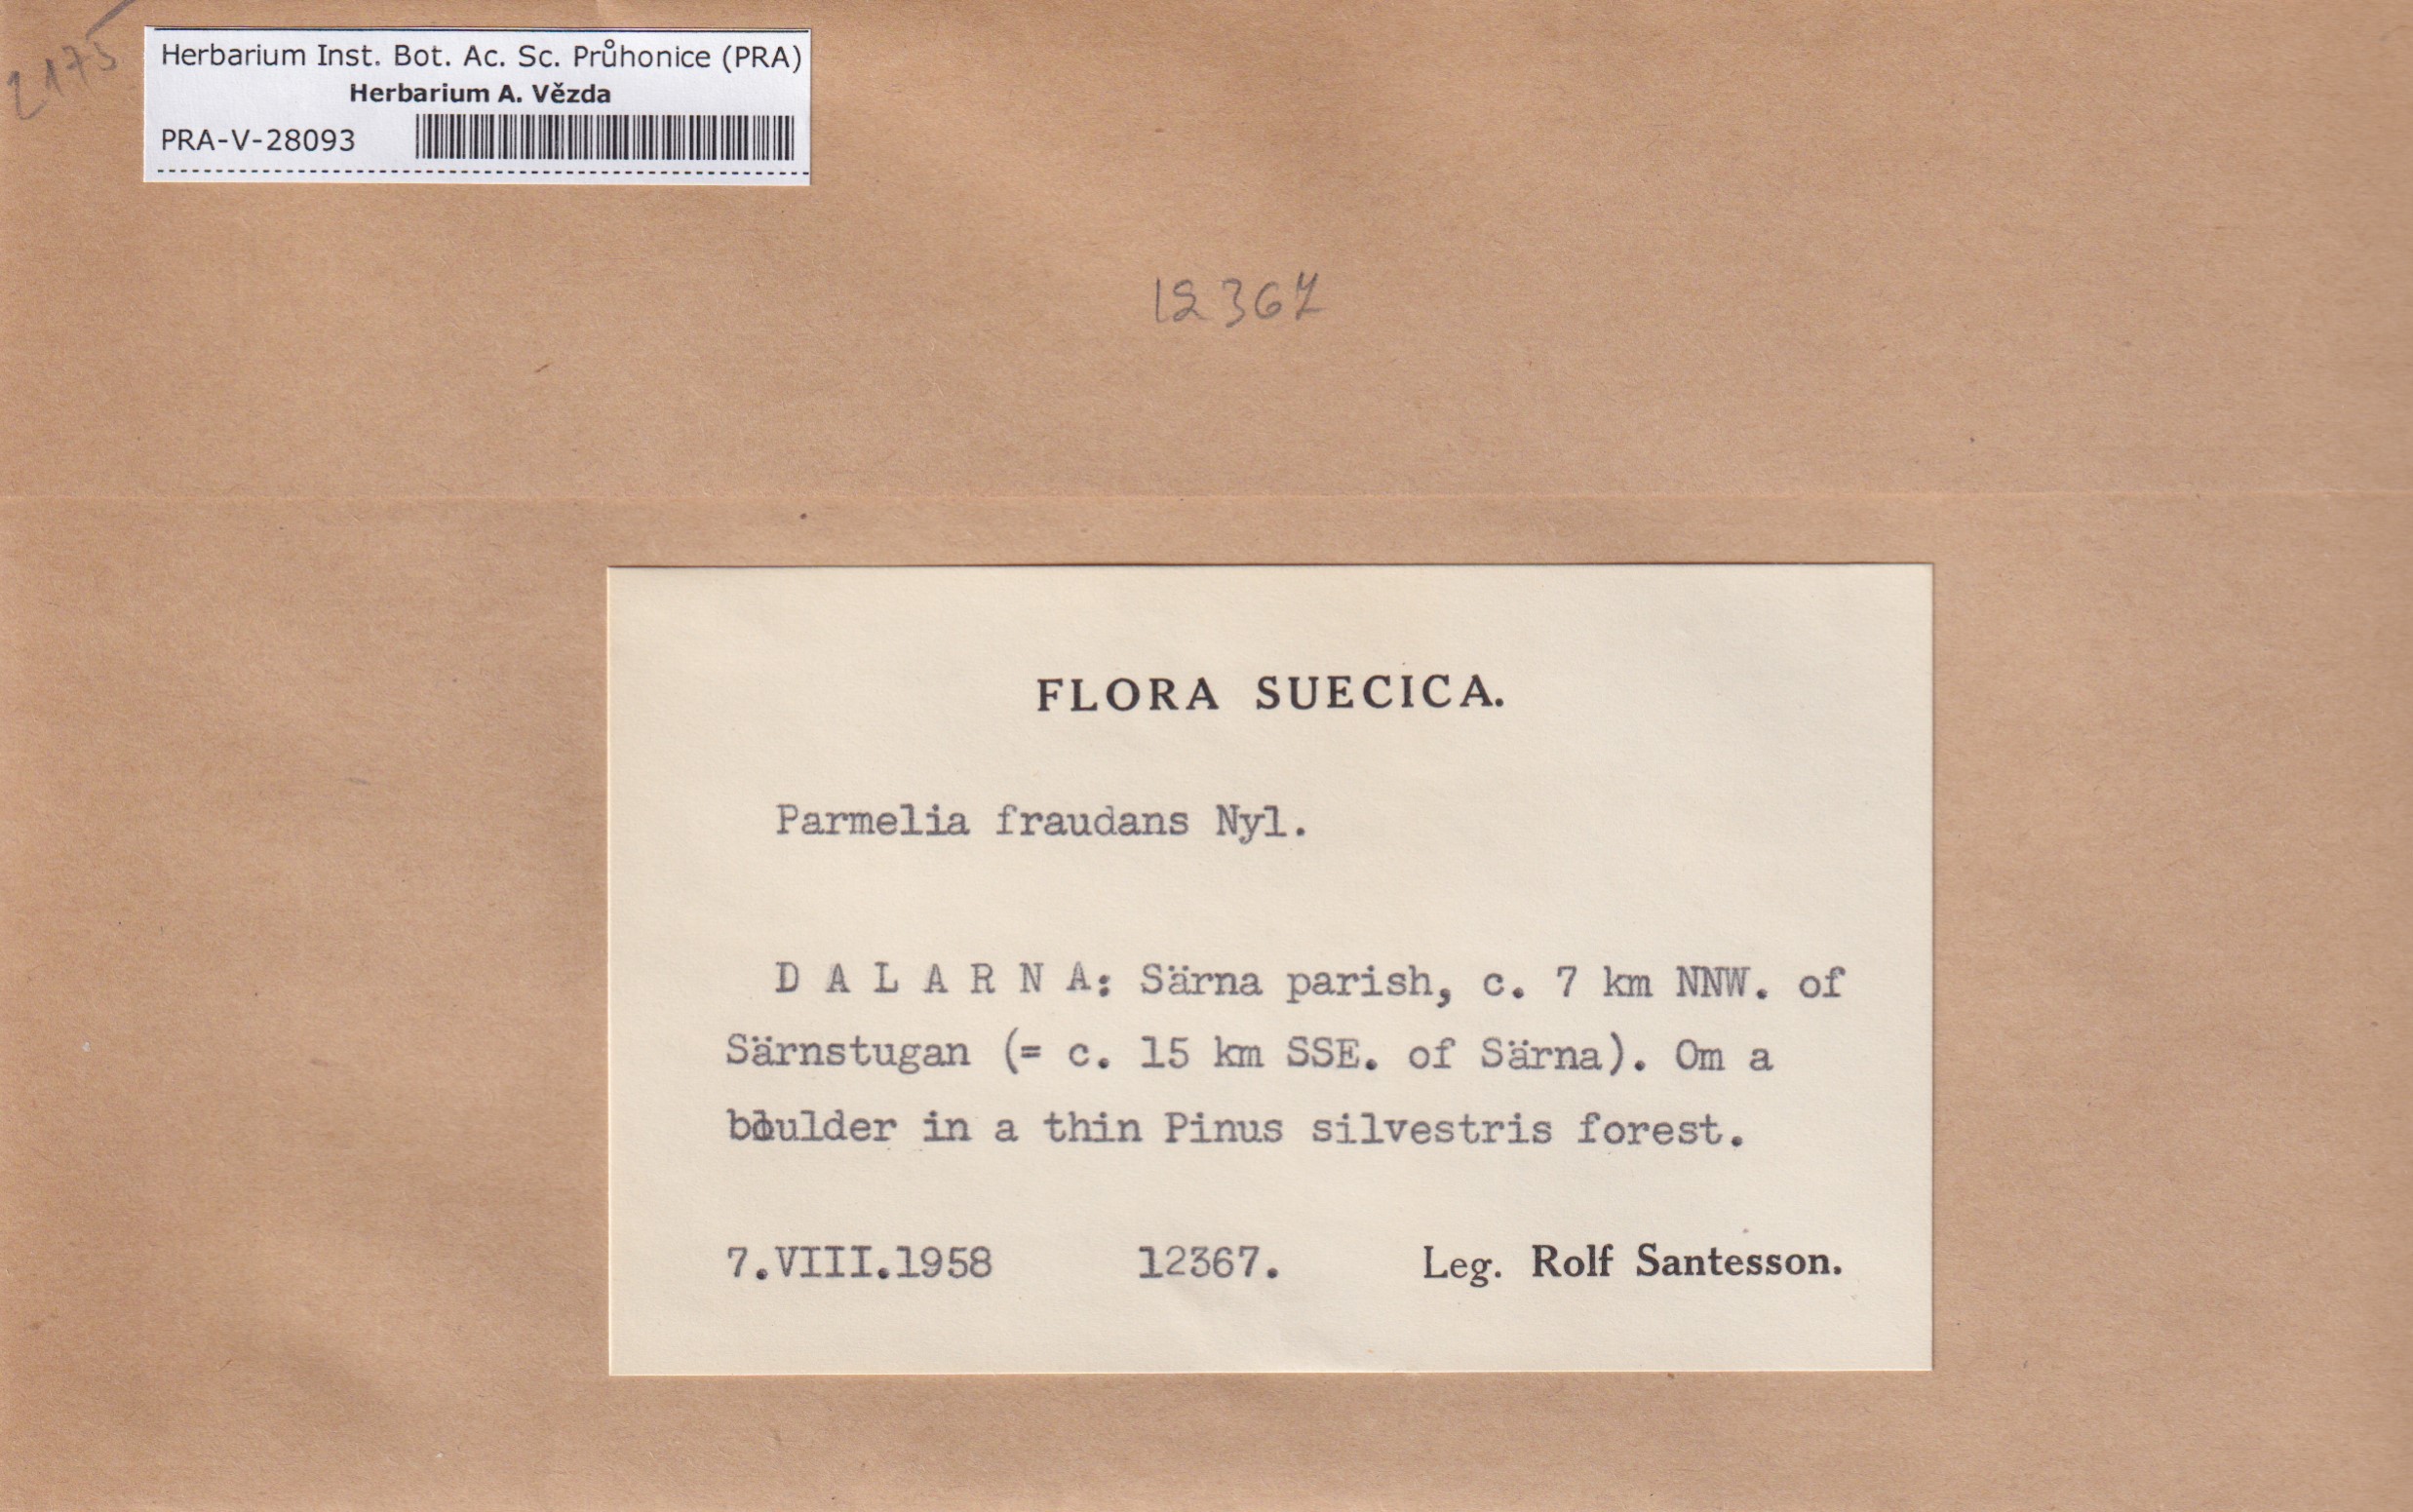 2175
Herbarium Inst. Bot. Ac. Sc. Průhonice (PRA)
Herbarium A. Vězda
PRA-V-28093
12367
FLORA SUECICA.
Parmelia fraudans Nyl.
D A L A R N A: Särna parish, c. 7 km NNW. of
Särnstugan (= c. 15 km SSE. of Särna). Om a
boulder in a thin Pinus silvestris forest.
7.VIII.1958 12367. Leg. Rolf Santesson.